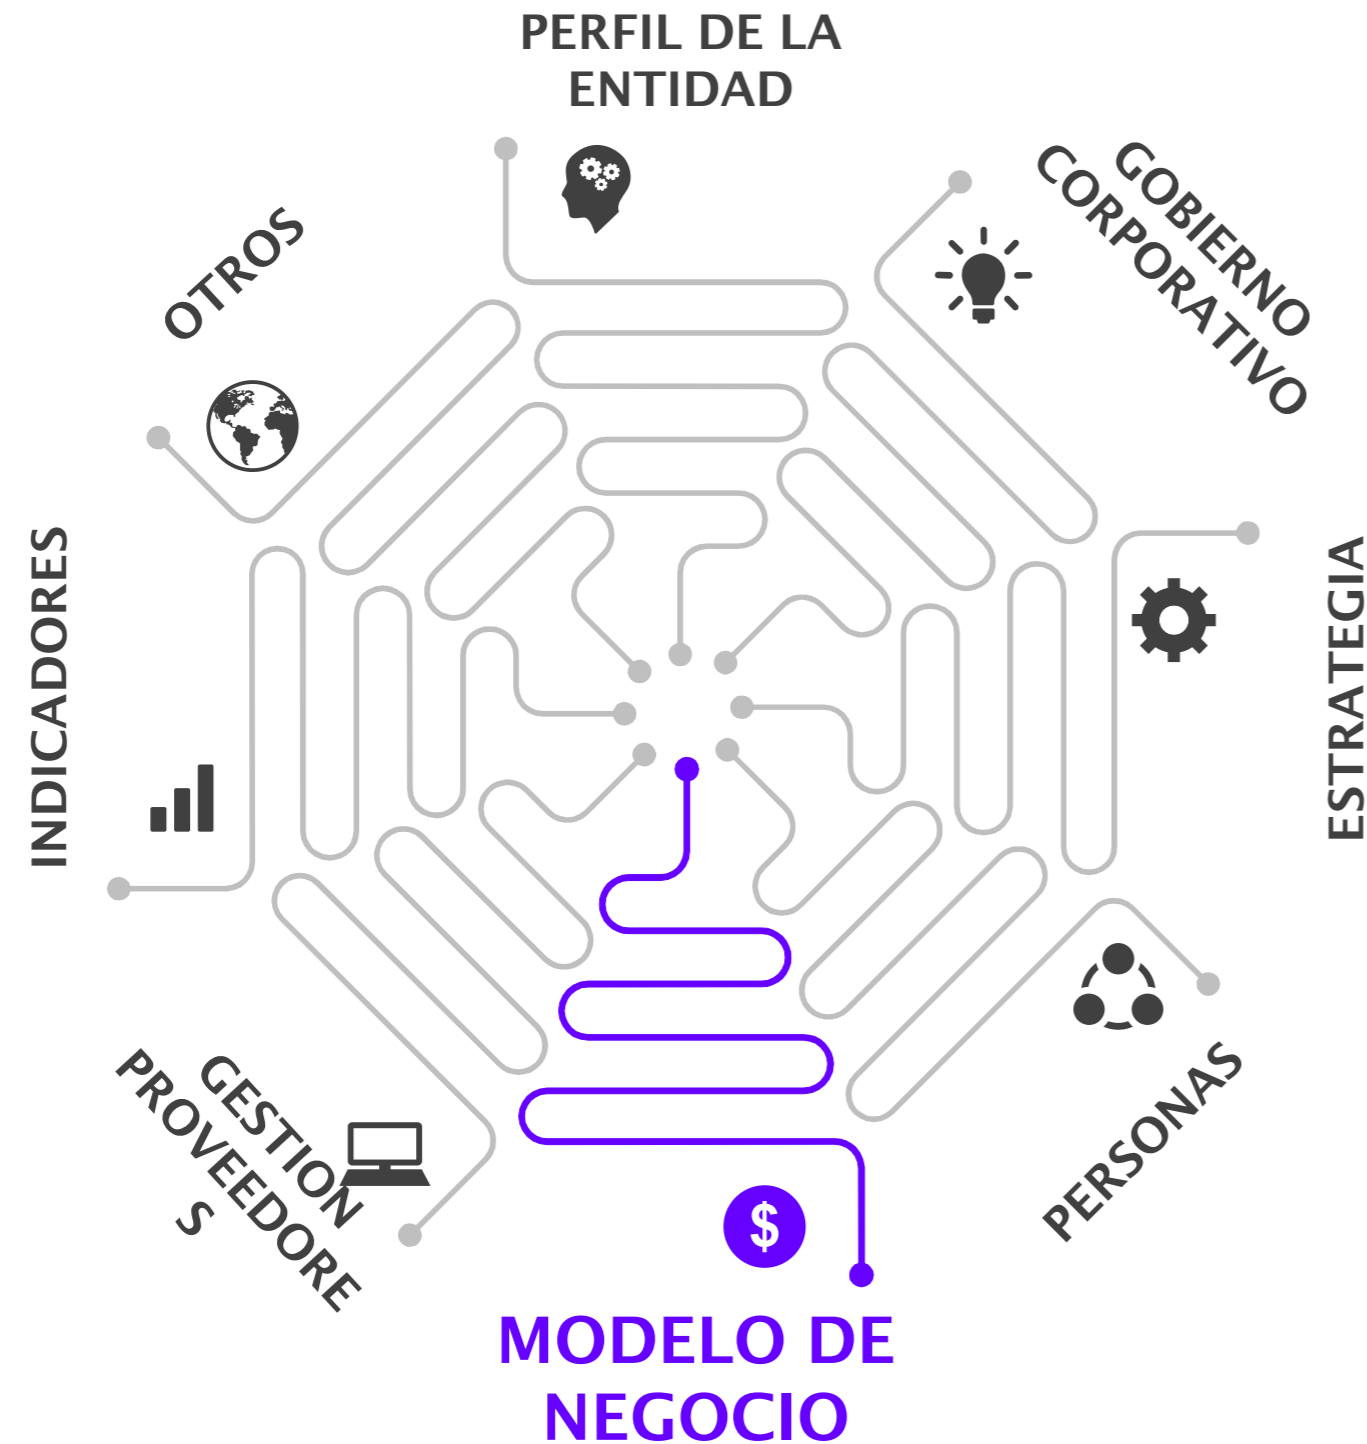 PERFIL DE LA
ENTIDAD
GOBIERNO
CORPORATIVO
ESTRATEGIA
PERSONAS
MODELO DE
NEGOCIO
$
GESTION
PROVEEDORE
S
INDICADORES
OTROS